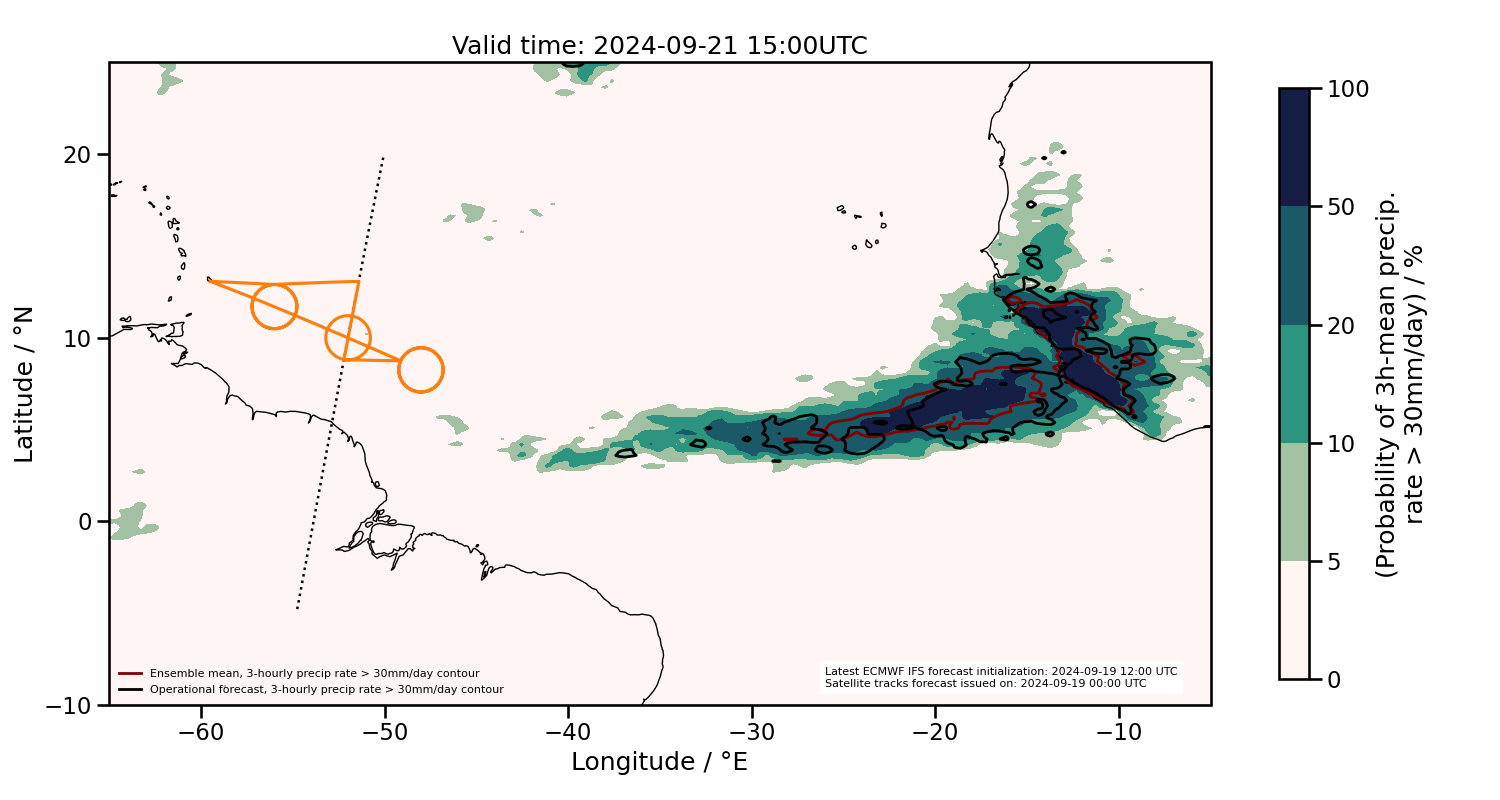 Valid time: 2024-09-21 15:00UTC
20
10
0
−10
Latitude / °N
−60
−50
−40
−30
−20
−10
Longitude / °E
Ensemble mean, 3-hourly precip rate > 30mm/day contour
Operational forecast, 3-hourly precip rate > 30mm/day contour
Latest ECMWF IFS forecast initialization: 2024-09-19 12:00 UTC
Satellite tracks forecast issued on: 2024-09-19 00:00 UTC
100
50
20
10
5
0
(Probability of 3h-mean precip.
rate > 30mm/day) / %